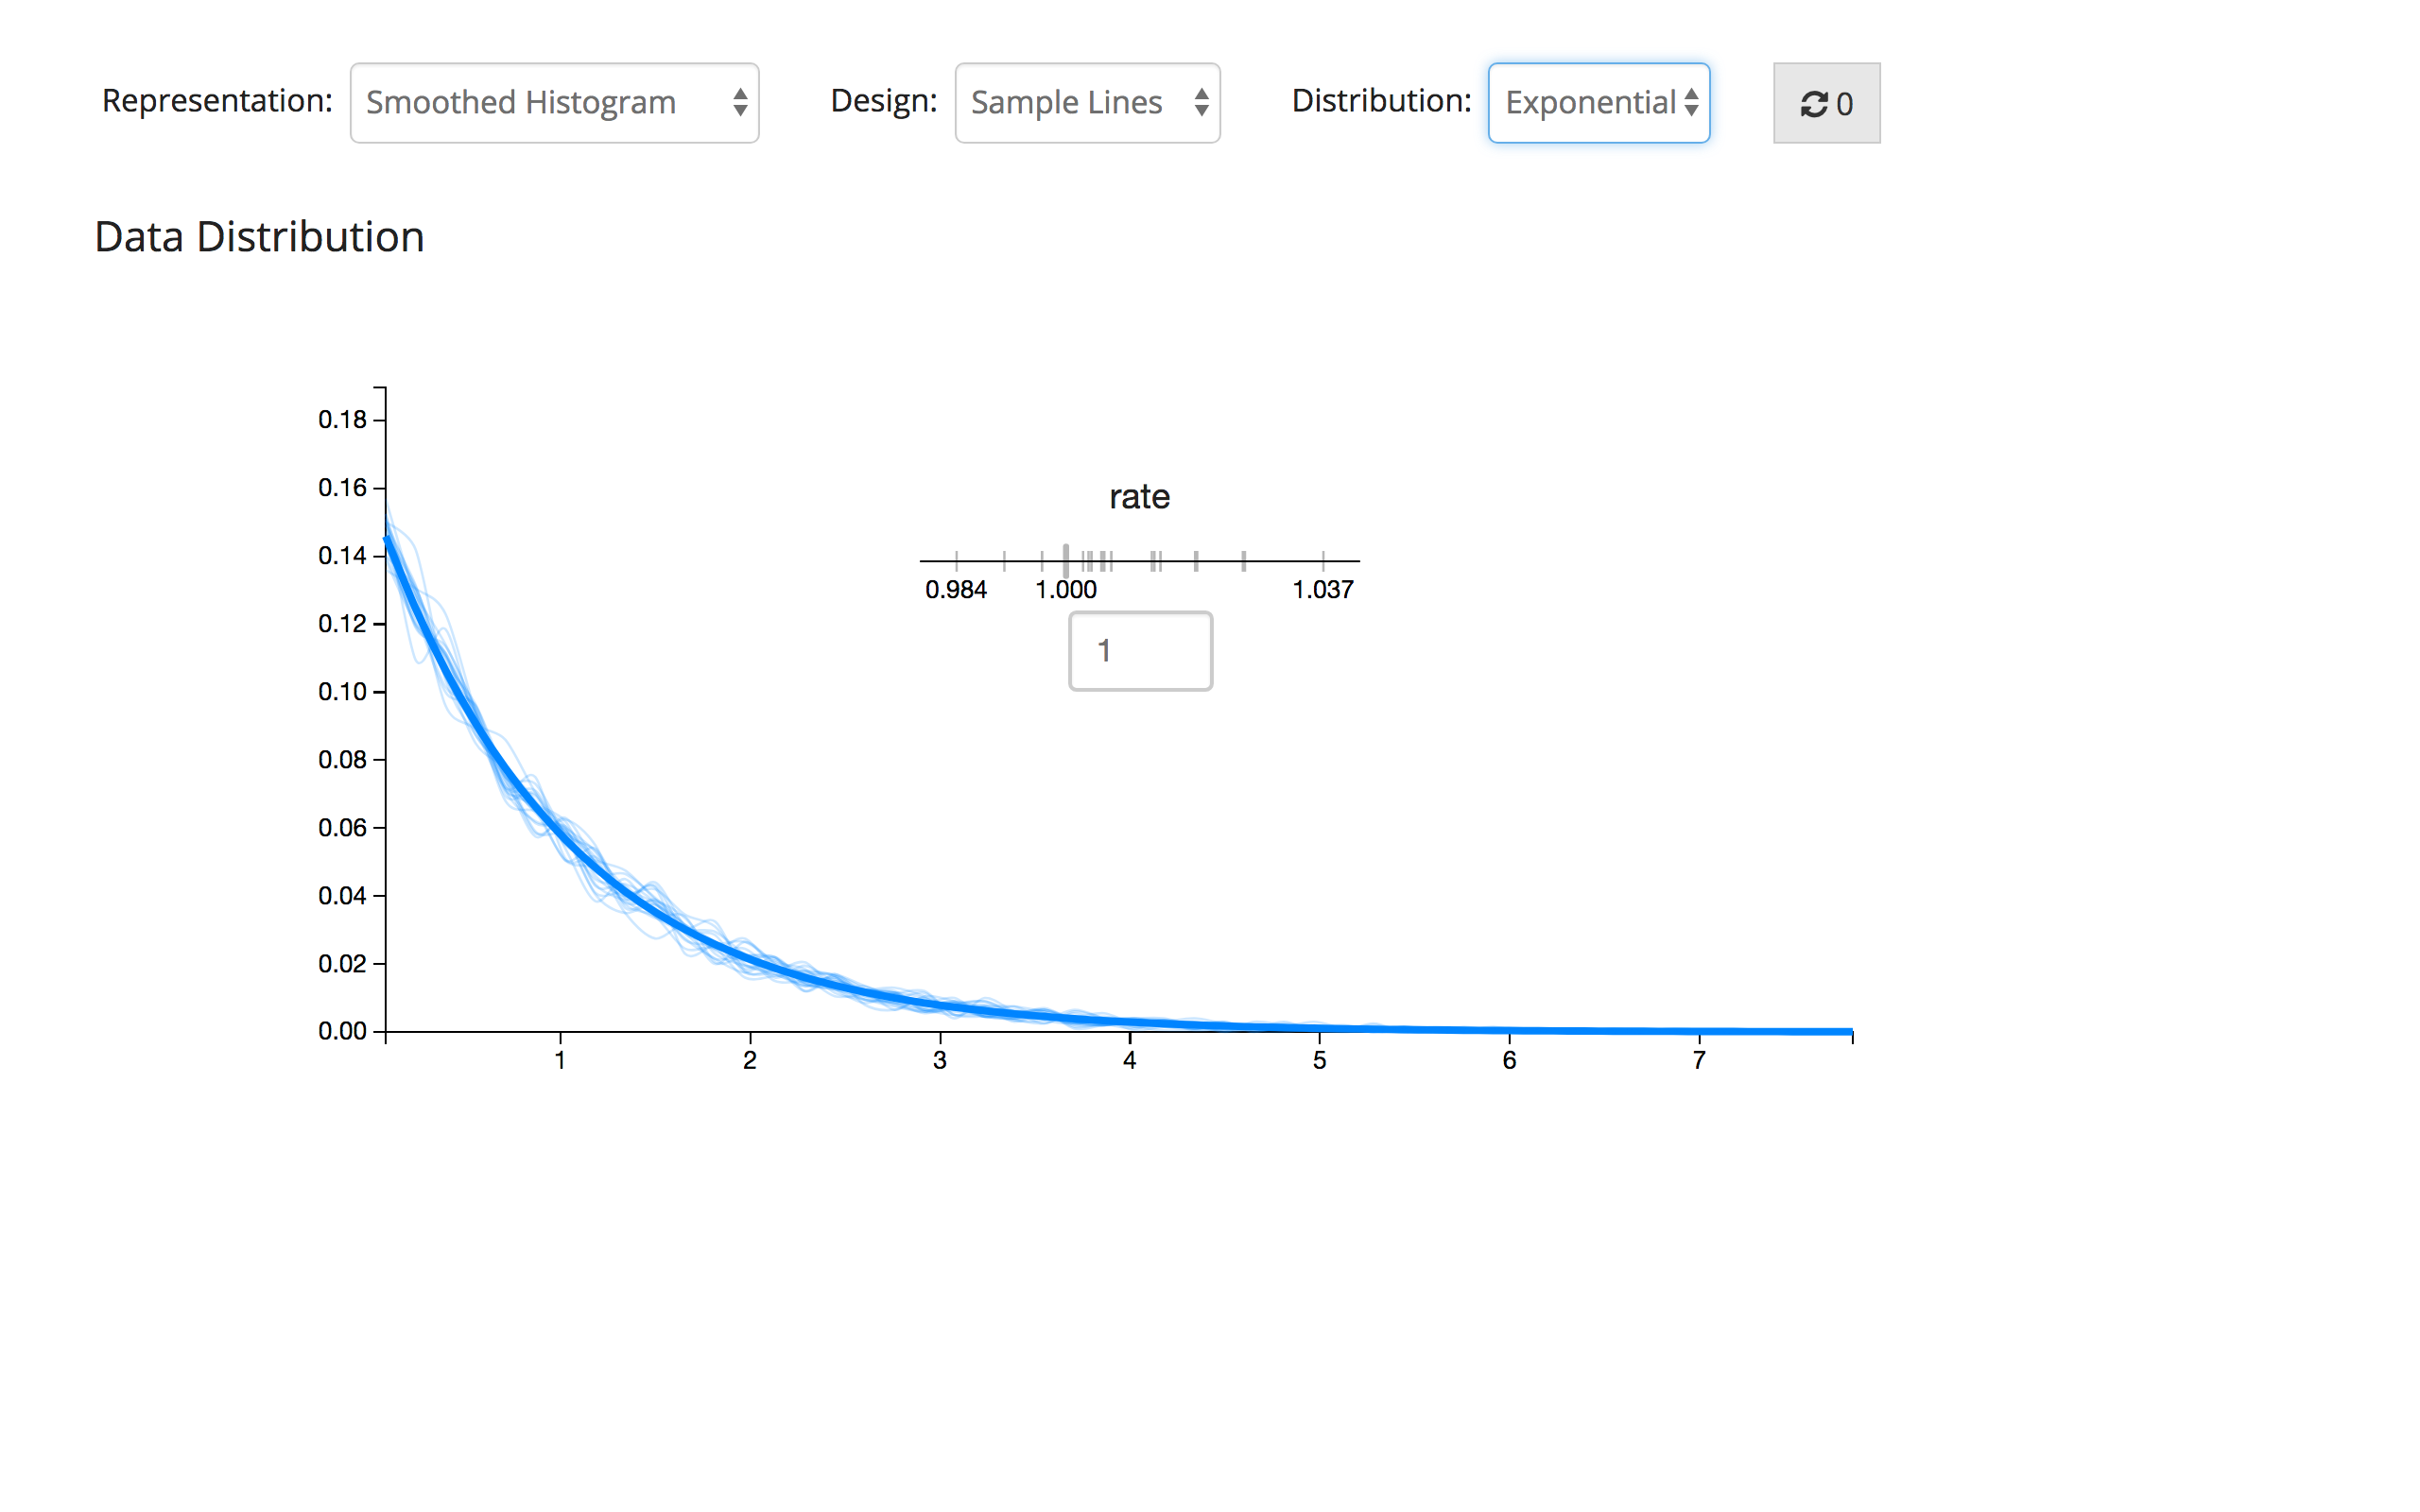 Representation: Smoothed Histogram Design: Sample Lines Distribution: Exponential 0
Data Distribution
0.18
0.16
0.14
0.12
0.10
0.08
0.06
0.04
0.02
0.00
rate
0.984 1.000 1.037
1
1 2 3 4 5 6 7